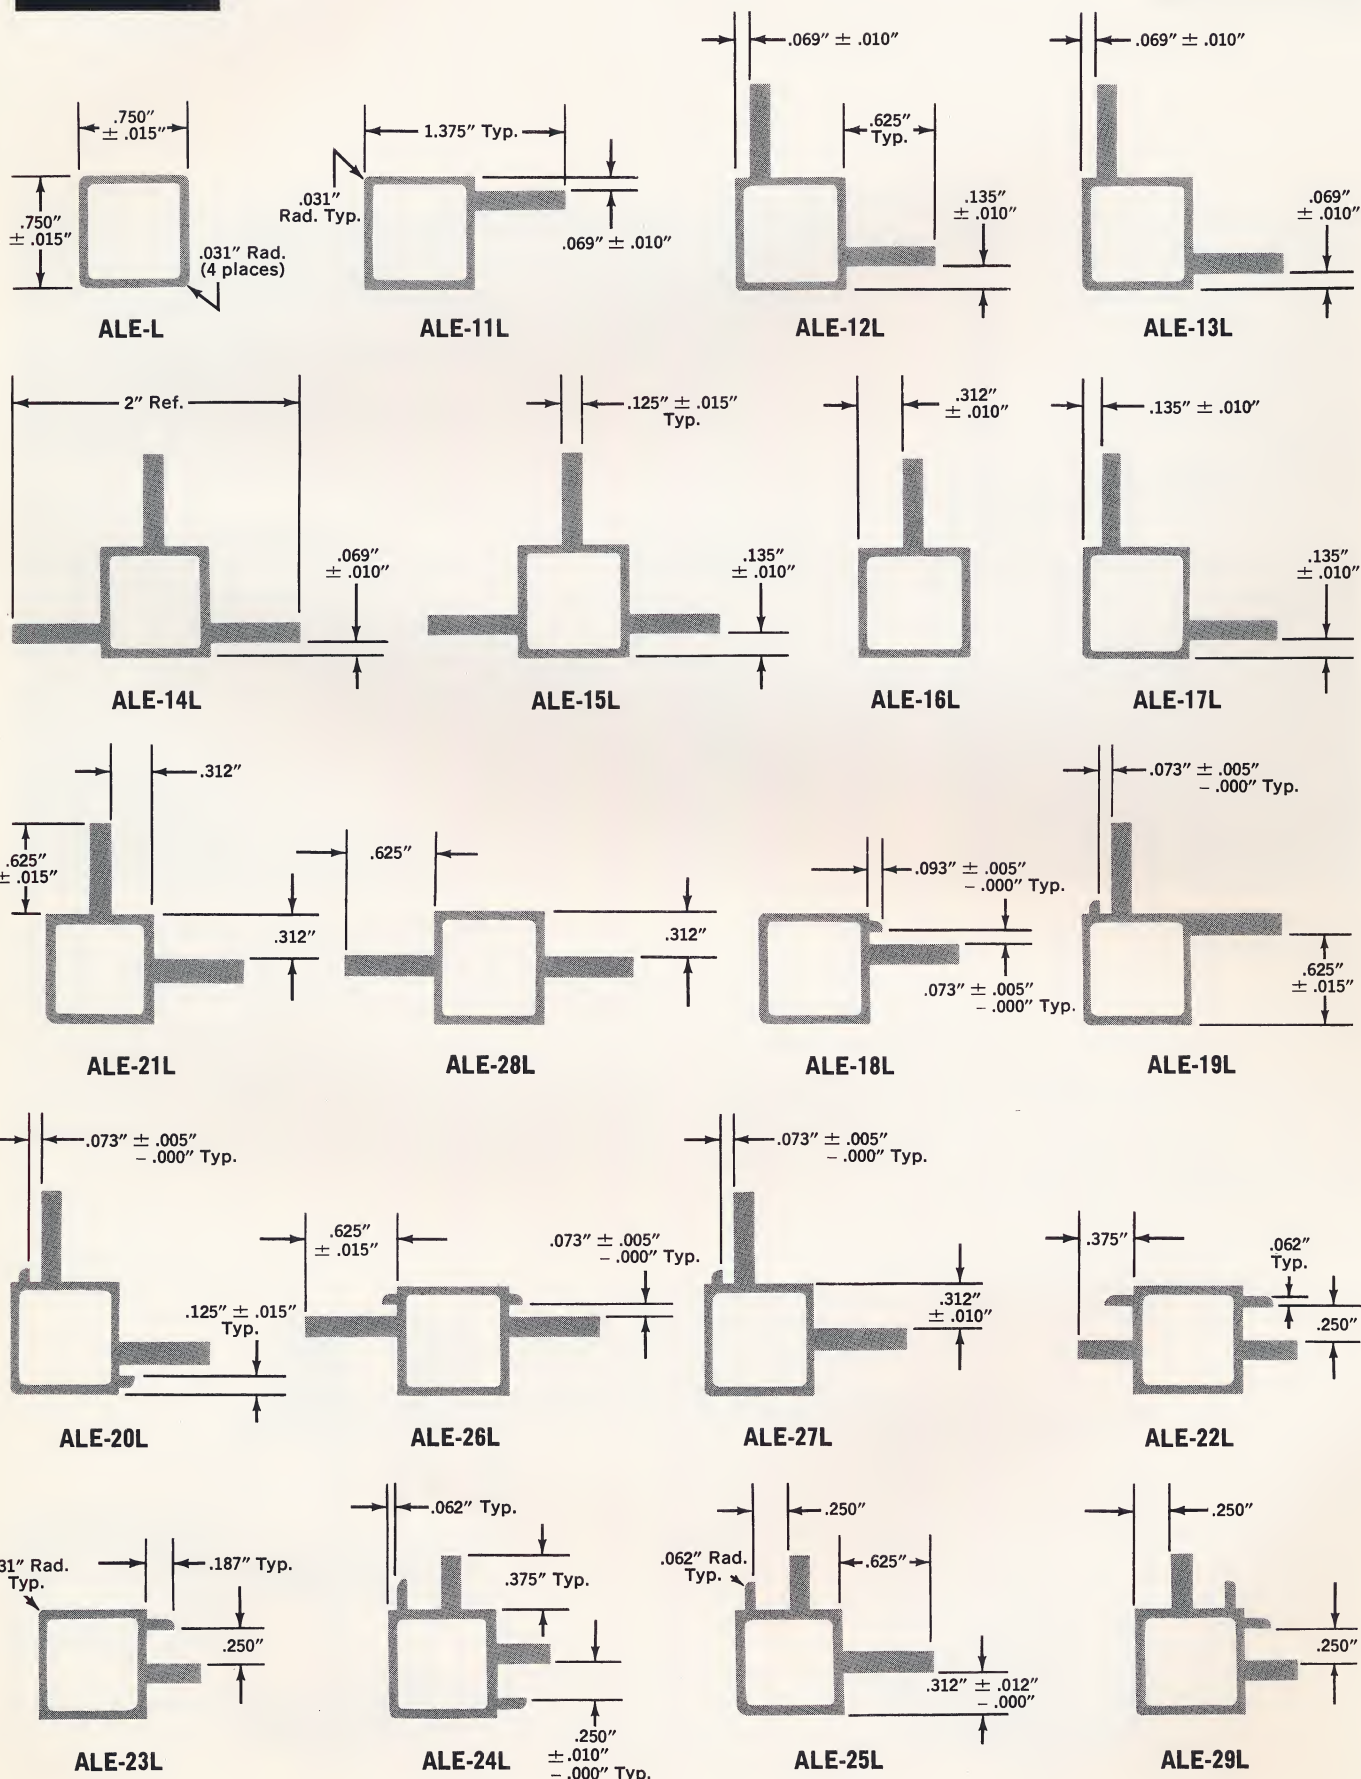 .750″
± .015″
.750″
± .015″
.031″ Rad.
(4 places)
ALE-L
1.375″ Typ.
.031″
Rad. Typ.
.069″ ± .010″
ALE-11L
.069″ ± .010″
.625″
Typ.
.135″
± .010″
ALE-12L
.069″ ± .010″
.069″
± .010″
ALE-13L
2″ Ref.
.069″
± .010″
ALE-14L
.125″ ± .015″
Typ.
.135″
± .010″
ALE-15L
.312″
± .010″
ALE-16L
.135″ ± .010″
.135″
± .010″
ALE-17L
.312″
.625″
± .015″
.312″
ALE-21L
.625″
.312″
ALE-28L
.093″ ± .005″
– .000″ Typ.
.073″ ± .005″
– .000″ Typ.
ALE-18L
.073″ ± .005″
– .000″ Typ.
.625″
± .015″
ALE-19L
.073″ ± .005″
– .000″ Typ.
.125″ ± .015″
Typ.
ALE-20L
.625″
± .015″
.073″ ± .005″
– .000″ Typ.
ALE-26L
.073″ ± .005″
– .000″ Typ.
.312″
± .010″
ALE-27L
.375″
.062″
Typ.
.250″
ALE-22L
31″ Rad.
Typ.
.187″ Typ.
.250″
ALE-23L
.062″ Typ.
.375″ Typ.
.250″
± .010″
– .000″ Typ.
ALE-24L
.250″
.062″ Rad.
Typ.
.625″
.312″ ± .012″
– .000″
ALE-25L
.250″
.250″
ALE-29L